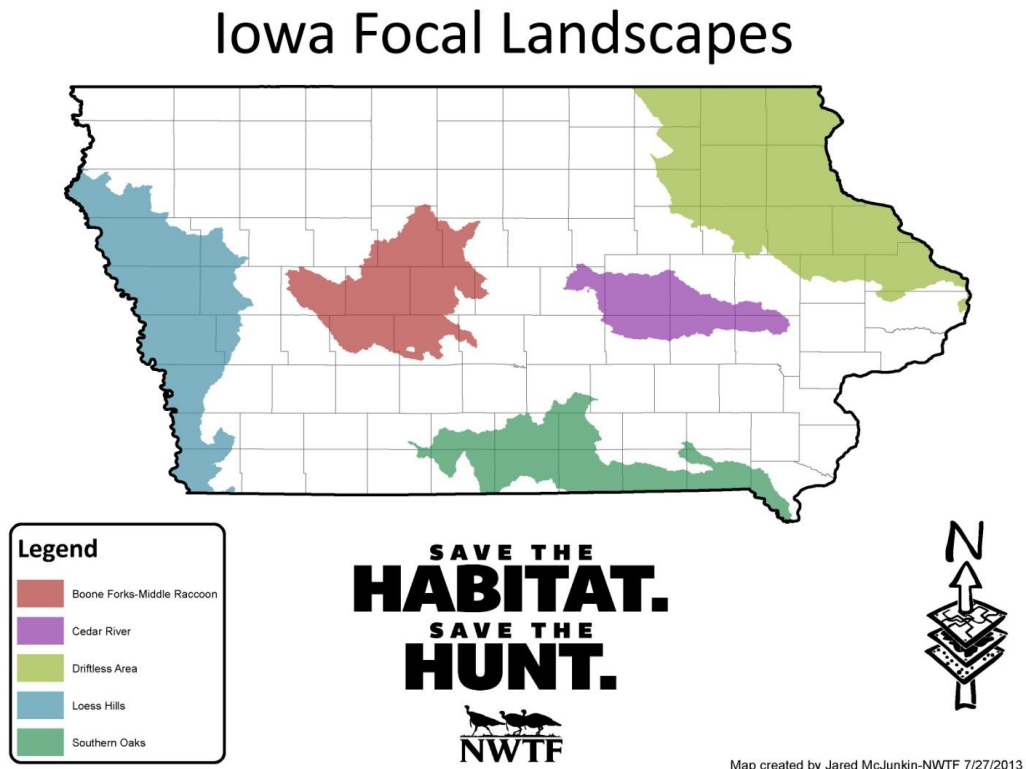 Iowa Focal Landscapes
Legend
Boone Forks-Middle Raccoon
Cedar River
Driftless Area
Loess Hills
Southern Oaks
SAVE THE
HABITAT.
SAVE THE
HUNT.
NWTF
N
Map created by Jared McJunkin-NWTF 7/27/2013